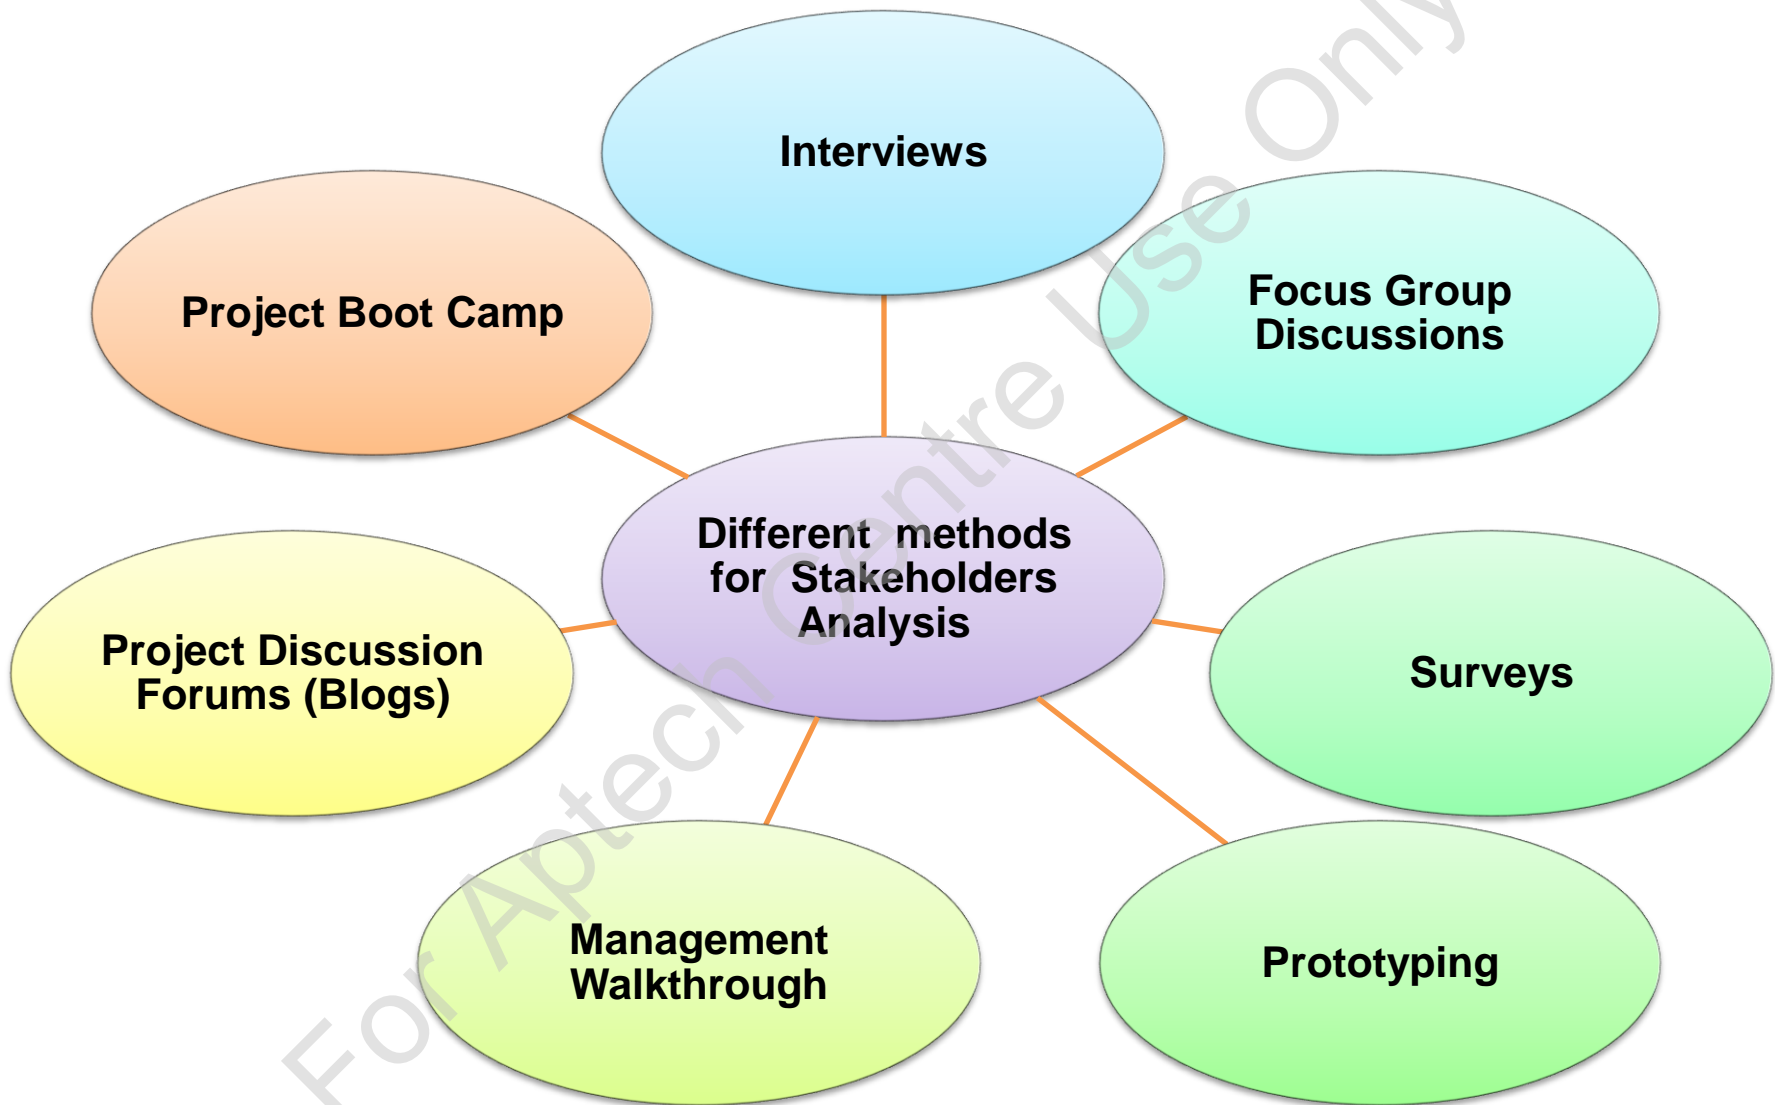 Interviews
Project Boot Camp
Focus Group
Discussions
Different methods
for Stakeholders
Analysis
Project Discussion
Forums (Blogs)
Surveys
Management
Walkthrough
Prototyping
For Aptech Centre Use Only